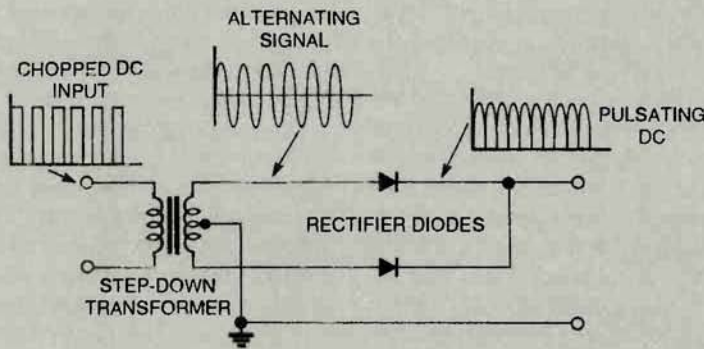 ALTERNATING
SIGNAL
CHOPPED DC
INPUT
PULSATING
DC
RECTIFIER DIODES
STEP-DOWN
TRANSFORMER